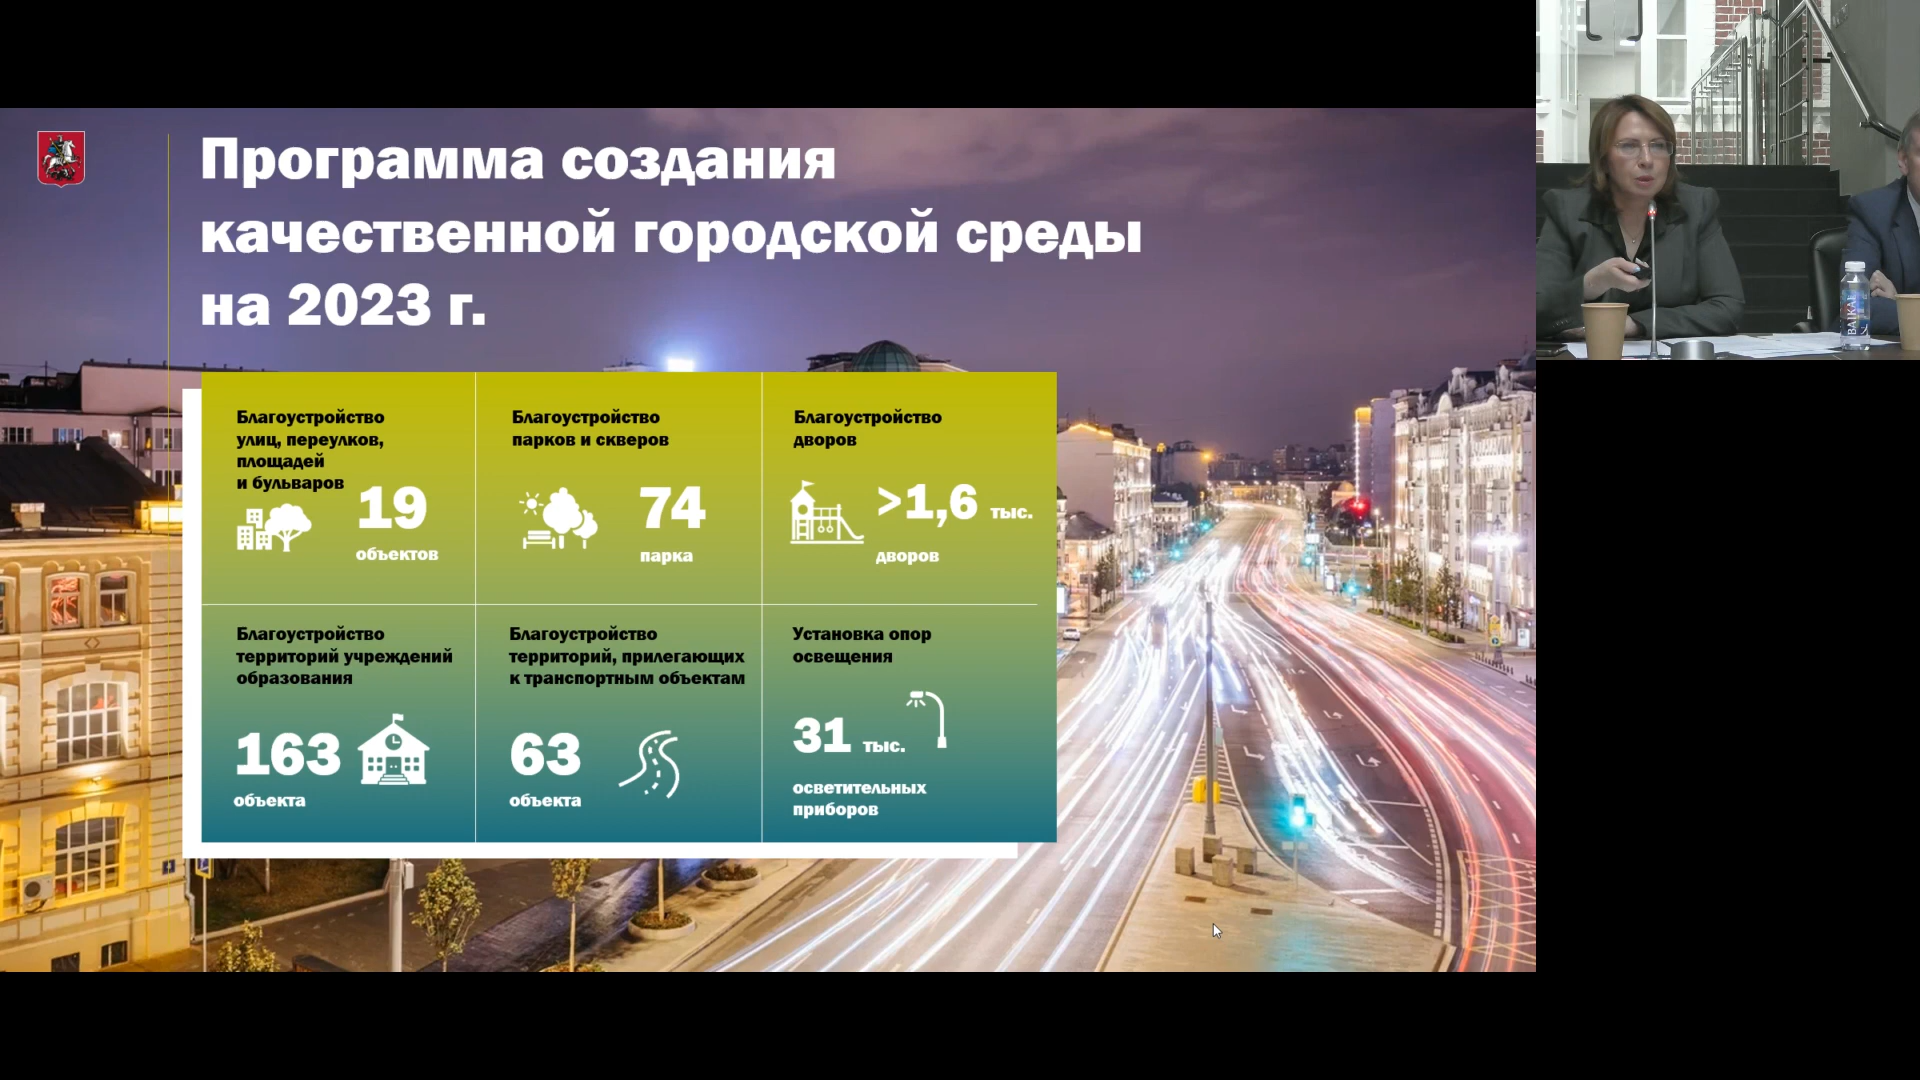 Программа создания
качественной городской среды
на 2023 г.
Благоустройство
улиц, переулков,
площадей
и бульваров
19
объектов
Благоустройство
парков и скверов
74
парка
Благоустройство
дворов
>1,6 тыс.
дворов
Благоустройство
территорий учреждений
образования
163
объекта
Благоустройство
территорий, прилегающих
к транспортным объектам
63
объекта
Установка опор
освещения
31 тыс.
осветительных
приборов
BAIKAL